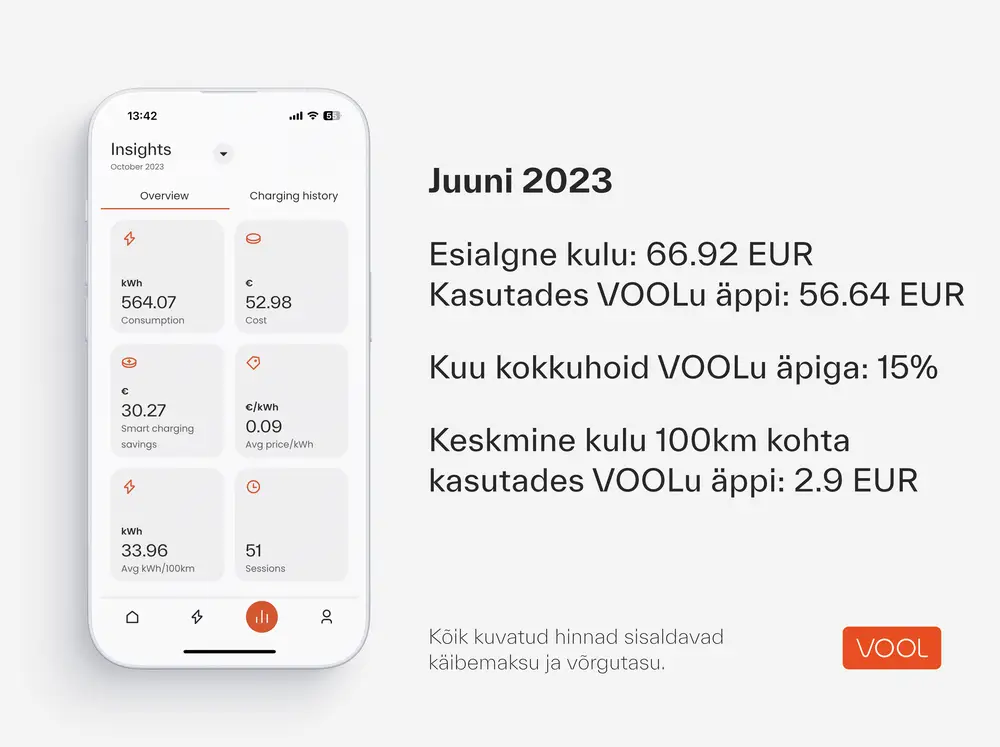 13:42
Insights
October 2023
Overview Charging history
kWh
564.07
Consumption
€
52.98
Cost
€
30.27
Smart charging
savings
€/kWh
0.09
Avg price/kWh
kWh
33.96
Avg kWh/100km
51
Sessions
Juuni 2023
Esialgne kulu: 66.92 EUR
Kasutades VOOLu äppi: 56.64 EUR
Kuu kokkuhoid VOOLu äpiga: 15%
Keskmine kulu 100km kohta
kasutades VOOLu äppi: 2.9 EUR
Kõik kuvatud hinnad sisaldavad
käibemaksu ja võrgutasu.
VOOL